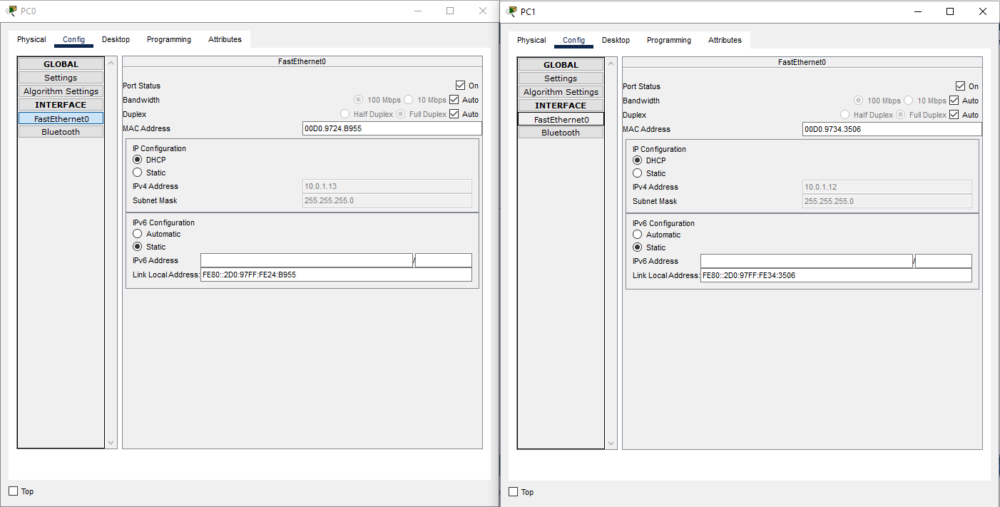 PC0
Physical Config Desktop Programming Attributes
GLOBAL
Settings
Algorithm Settings
INTERFACE
FastEthernet0
Bluetooth
FastEthernet0
Port Status On
Bandwidth 100 Mbps 10 Mbps Auto
Duplex Half Duplex Full Duplex Auto
MAC Address 00D0.9724.B955
IP Configuration
DHCP
Static
IPv4 Address 10.0.1.13
Subnet Mask 255.255.255.0
IPv6 Configuration
Automatic
Static
IPv6 Address /
Link Local Address: FE80::2D0:97FF:FE24:B955
Top
PC1
Physical Config Desktop Programming Attributes
GLOBAL
Settings
Algorithm Settings
INTERFACE
FastEthernet0
Bluetooth
FastEthernet0
Port Status On
Bandwidth 100 Mbps 10 Mbps Auto
Duplex Half Duplex Full Duplex Auto
MAC Address 00D0.9734.3506
IP Configuration
DHCP
Static
IPv4 Address 10.0.1.12
Subnet Mask 255.255.255.0
IPv6 Configuration
Automatic
Static
IPv6 Address /
Link Local Address: FE80::2D0:97FF:FE34:3506
Top